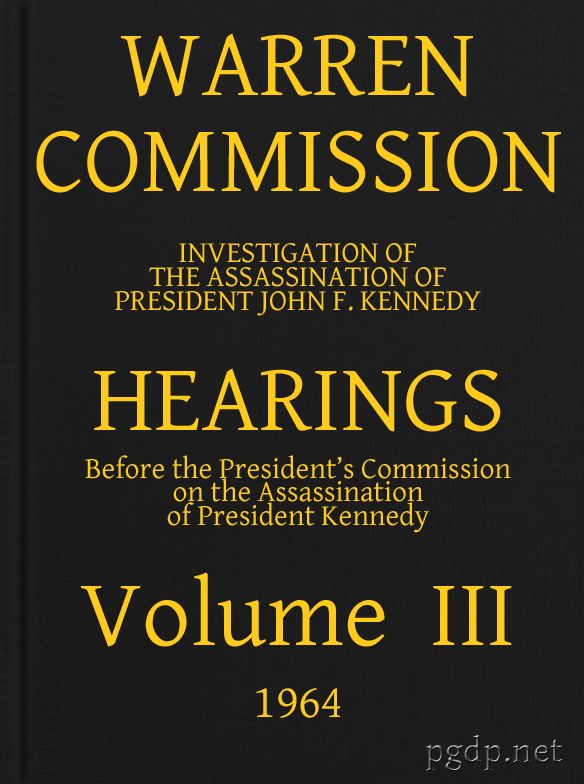 WARREN
COMMISSION
INVESTIGATION OF
THE ASSASSINATION OF
PRESIDENT JOHN F. KENNEDY
HEARINGS
Before the President’s Commission
on the Assassination
of President Kennedy
Volume III
1964
pgdp.net